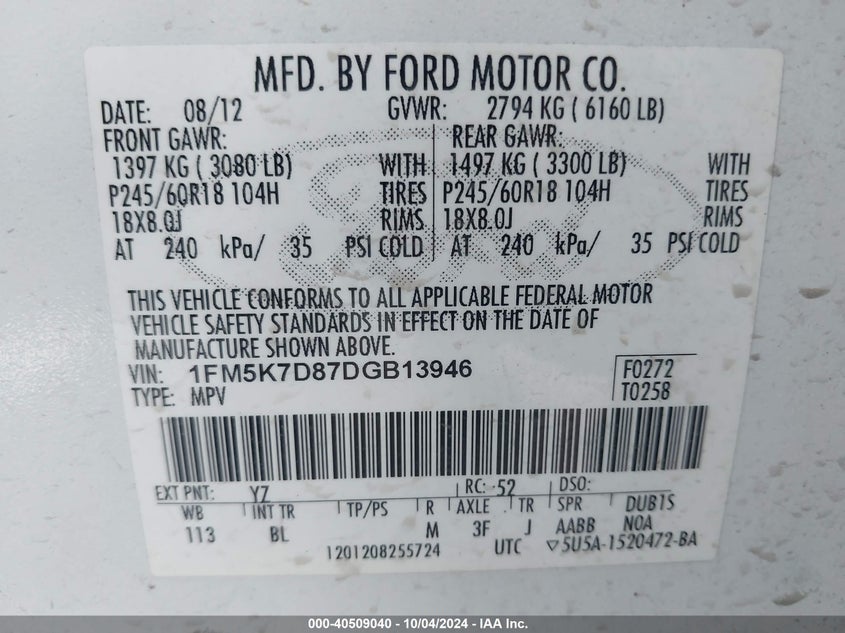 MFD. BY FORD MOTOR CO.
DATE: 08/12 GVWR: 2794 KG ( 6160 LB)
FRONT GAWR: REAR GAWR:
1397 KG ( 3080 LB) WITH 1497 KG ( 3300 LB) WITH
P245/60R18 104H TIRES P245/60R18 104H TIRES
18X8.0J RIMS 18X8.0J RIMS
AT 240 kPa/ 35 PSI COLD AT 240 kPa/ 35 PSI COLD
THIS VEHICLE CONFORMS TO ALL APPLICABLE FEDERAL MOTOR
VEHICLE SAFETY STANDARDS IN EFFECT ON THE DATE OF
MANUFACTURE SHOWN ABOVE.
VIN: 1FM5K7D87DGB13946 F0272
TYPE: MPV T0258
EXT PNT: YZ RC: 52 DSO:
WB INT TR TP/PS R AXLE TR SPR DUB1S
113 BL M 3F J AABB NOA
1201208255724 UTC ▽5U5A-1520472-BA
000-40509040 - 10/04/2024 - IAA Inc.